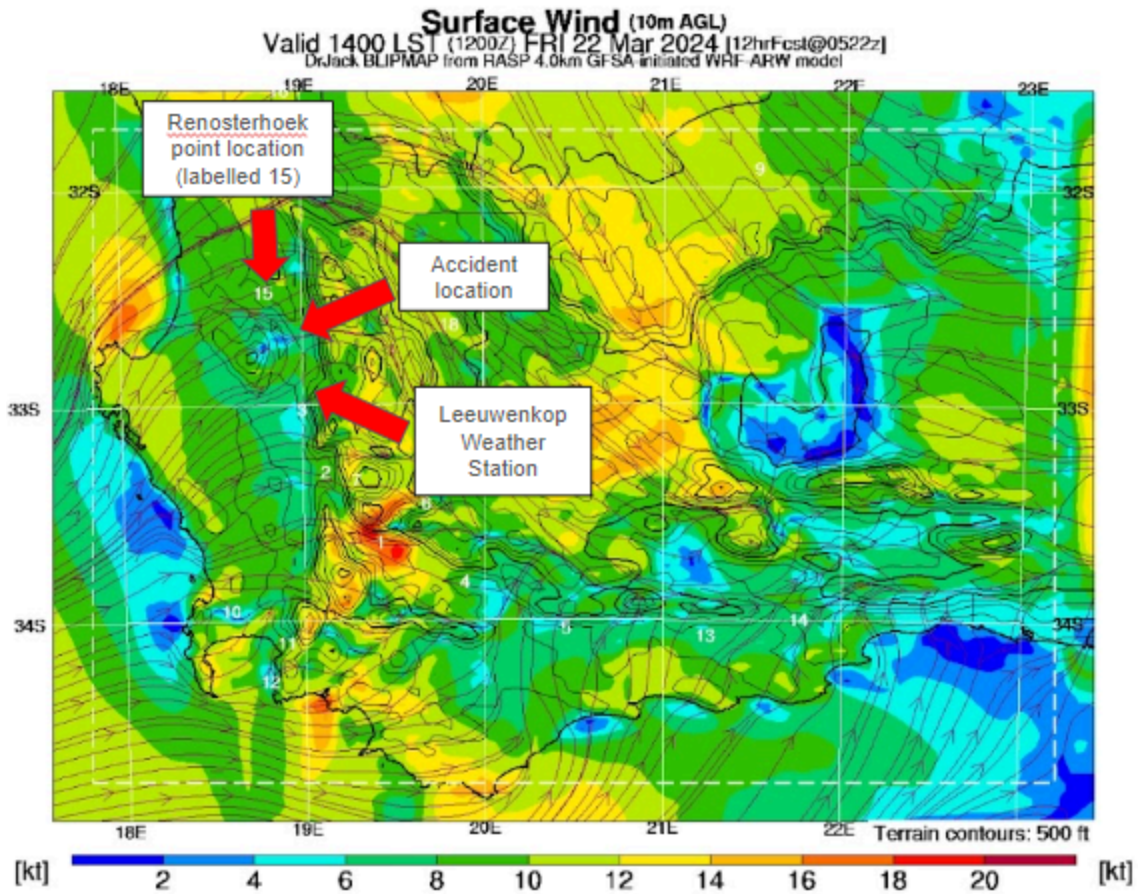 Surface Wind (10m AGL)
Valid 1400 LST (1200Z) FRI 22 Mar 2024 [12hrFcst@0522z]
DrJack BLIPMAP from RASP 4.0km GFSA-initiated WRF-ARW model
18E 19E 20E 21E 22E 23E
Renosterhoek
point location
(labelled 15)
9
32S 32S
Accident
location
15
18
33S 33S
3
Leeuwenkop
Weather
Station
2 7
6
1
4
10 5 13 14
34S 34S
11
12
18E 19E 20E 21E 22E
Terrain contours: 500 ft
[kt] 2 4 6 8 10 12 14 16 18 20 [kt]